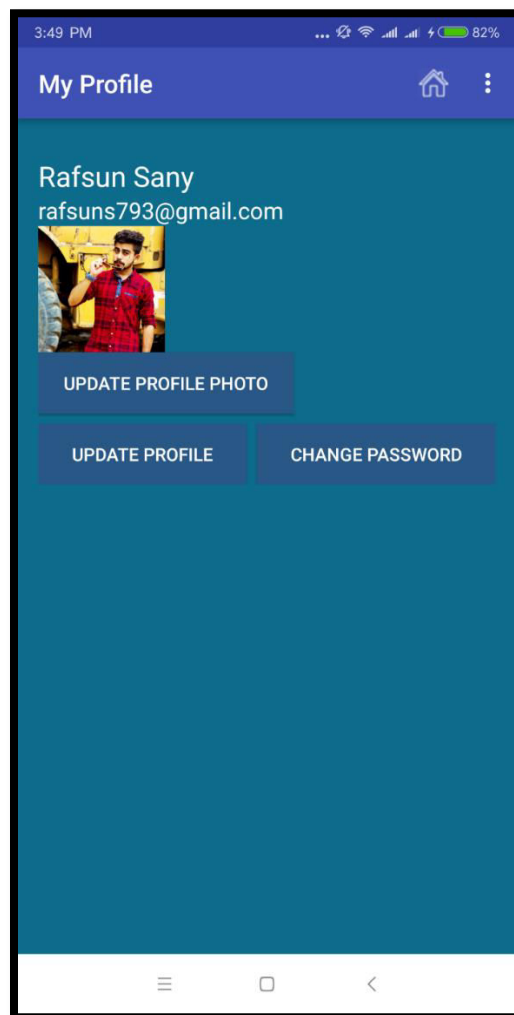 3:49 PM ... 82%
My Profile
Rafsun Sany
rafsuns793@gmail.com
UPDATE PROFILE PHOTO
UPDATE PROFILE CHANGE PASSWORD